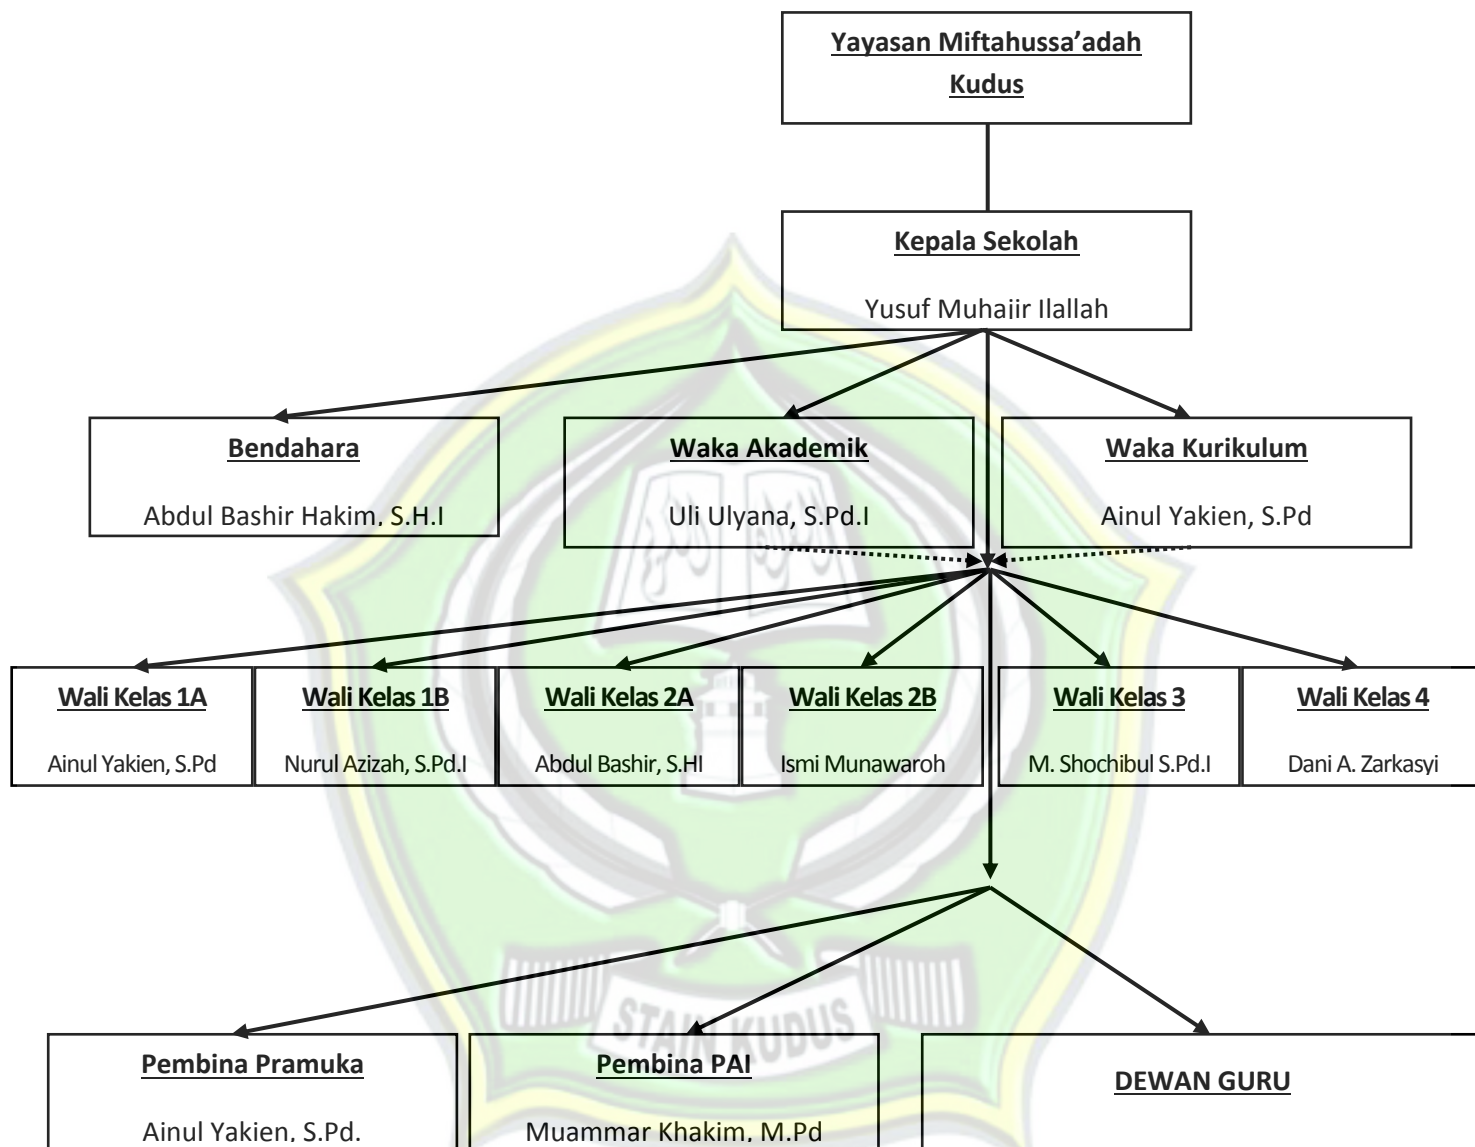 Yayasan Miftahussa’adah
Kudus
Kepala Sekolah
Yusuf Muhajir Ilallah
Bendahara
Abdul Bashir Hakim, S.H.I
Waka Akademik
Uli Ulyana, S.Pd.I
Waka Kurikulum
Ainul Yakien, S.Pd
Wali Kelas 1A
Ainul Yakien, S.Pd
Wali Kelas 1B
Nurul Azizah, S.Pd.I
Wali Kelas 2A
Abdul Bashir, S.HI
Wali Kelas 2B
Ismi Munawaroh
Wali Kelas 3
M. Shochibul S.Pd.I
Wali Kelas 4
Dani A. Zarkasyi
STAIN KUDUS
Pembina Pramuka
Ainul Yakien, S.Pd.
Pembina PAI
Muammar Khakim, M.Pd
DEWAN GURU